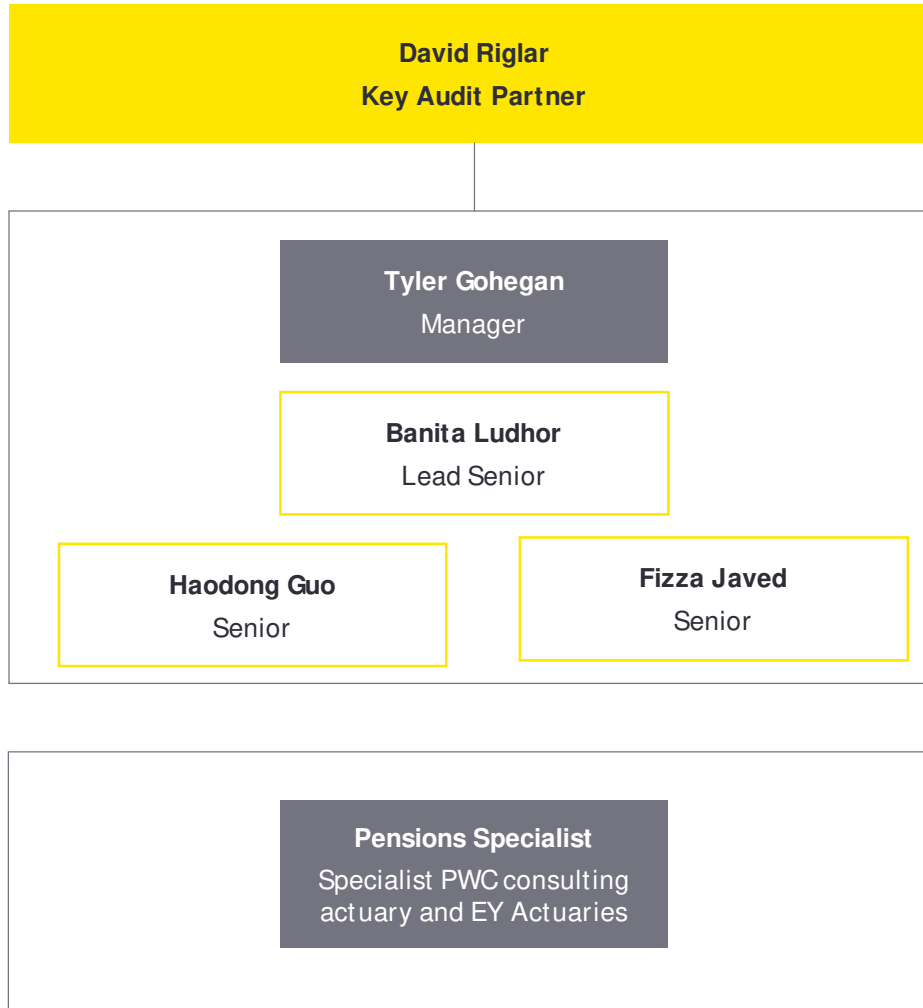 David Riglar
Key Audit Partner
Tyler Gohegan
Manager
Banita Ludhor
Lead Senior
Haodong Guo
Senior
Fizza Javed
Senior
Pensions Specialist
Specialist PWC consulting
actuary and EY Actuaries